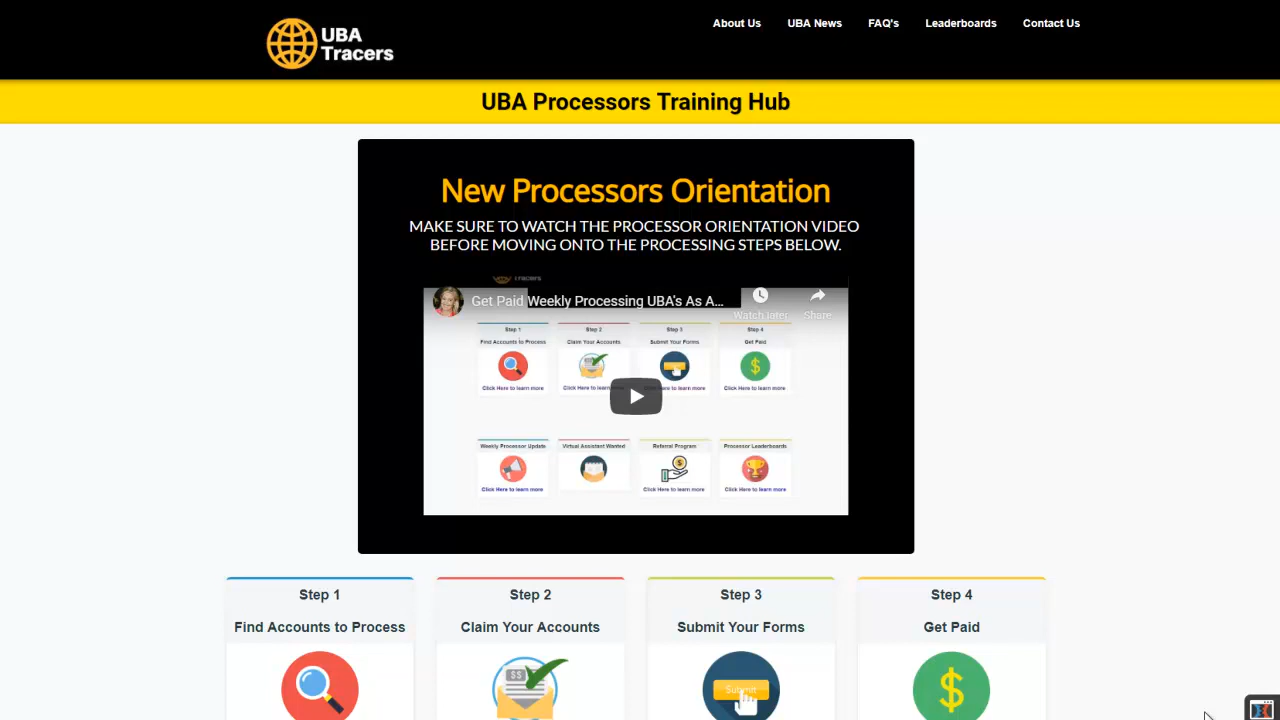 UBA
Tracers
About Us
UBA News
FAQ's
Leaderboards
Contact Us
UBA Processors Training Hub
New Processors Orientation
MAKE SURE TO WATCH THE PROCESSOR ORIENTATION VIDEO
BEFORE MOVING ONTO THE PROCESSING STEPS BELOW.
Tracers
Get Paid Weekly Processing UBA's As A...
Watch later
Share
Step 1
Step 2
Step 3
Step 4
Find Accounts to Process
Claim Your Accounts
Submit Your Forms
Get Paid
Click Here to learn more
Click Here to learn more
Click Here to learn more
Click Here to learn more
Weekly Processor Update
Virtual Assistant Wanted
Referral Program
Processor Leaderboards
Click Here to learn more
Click Here to learn more
Click Here to learn more
Step 1
Step 2
Step 3
Step 4
Find Accounts to Process
Claim Your Accounts
Submit Your Forms
Get Paid
$$
Submit
$